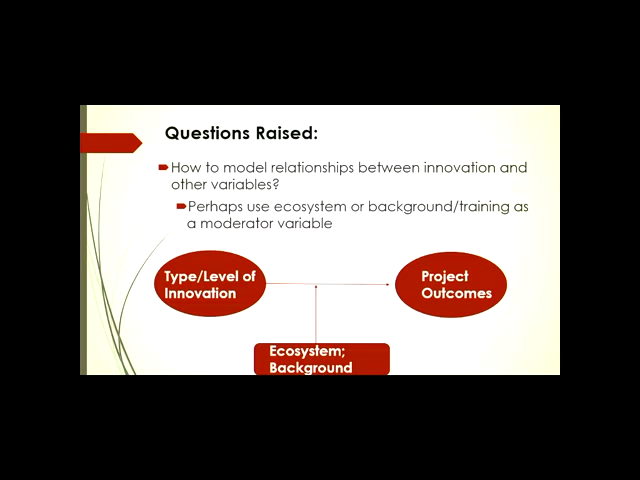 Questions Raised:
How to model relationships between innovation and
other variables?
Perhaps use ecosystem or background/training as
a moderator variable
Type/Level of
Innovation
Project
Outcomes
Ecosystem;
Background